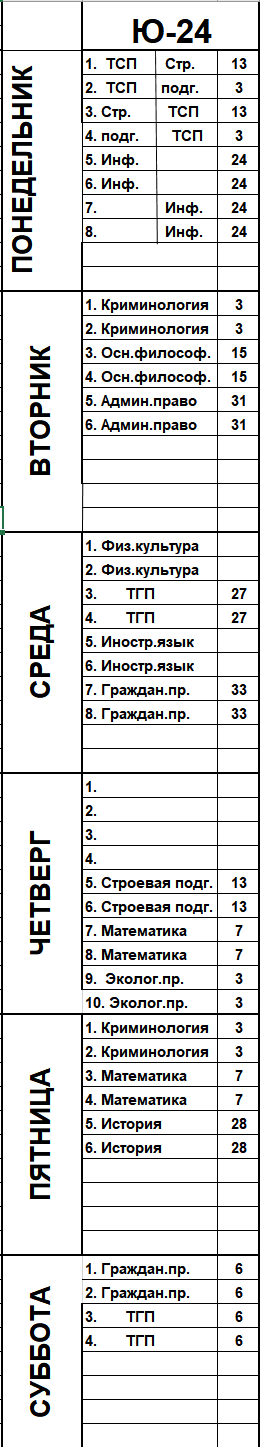 Ю-24
ПОНЕДЕЛЬНИК
1. ТСП Стр. 13
2. ТСП подг. 3
3. Стр. ТСП 13
4. подг. ТСП 3
5. Инф. 24
6. Инф. 24
7. Инф. 24
8. Инф. 24
ВТОРНИК
1. Криминология 3
2. Криминология 3
3. Осн.философ. 15
4. Осн.философ. 15
5. Админ.право 31
6. Админ.право 31
СРЕДА
1. Физ.культура
2. Физ.культура
3. ТГП 27
4. ТГП 27
5. Иностр.язык
6. Иностр.язык
7. Граждан.пр. 33
8. Граждан.пр. 33
ЧЕТВЕРГ
1.
2.
3.
4.
5. Строевая подг. 13
6. Строевая подг. 13
7. Математика 7
8. Математика 7
9. Эколог.пр. 3
10. Эколог.пр. 3
ПЯТНИЦА
1. Криминология 3
2. Криминология 3
3. Математика 7
4. Математика 7
5. История 28
6. История 28
СУББОТА
1. Граждан.пр. 6
2. Граждан.пр. 6
3. ТГП 6
4. ТГП 6